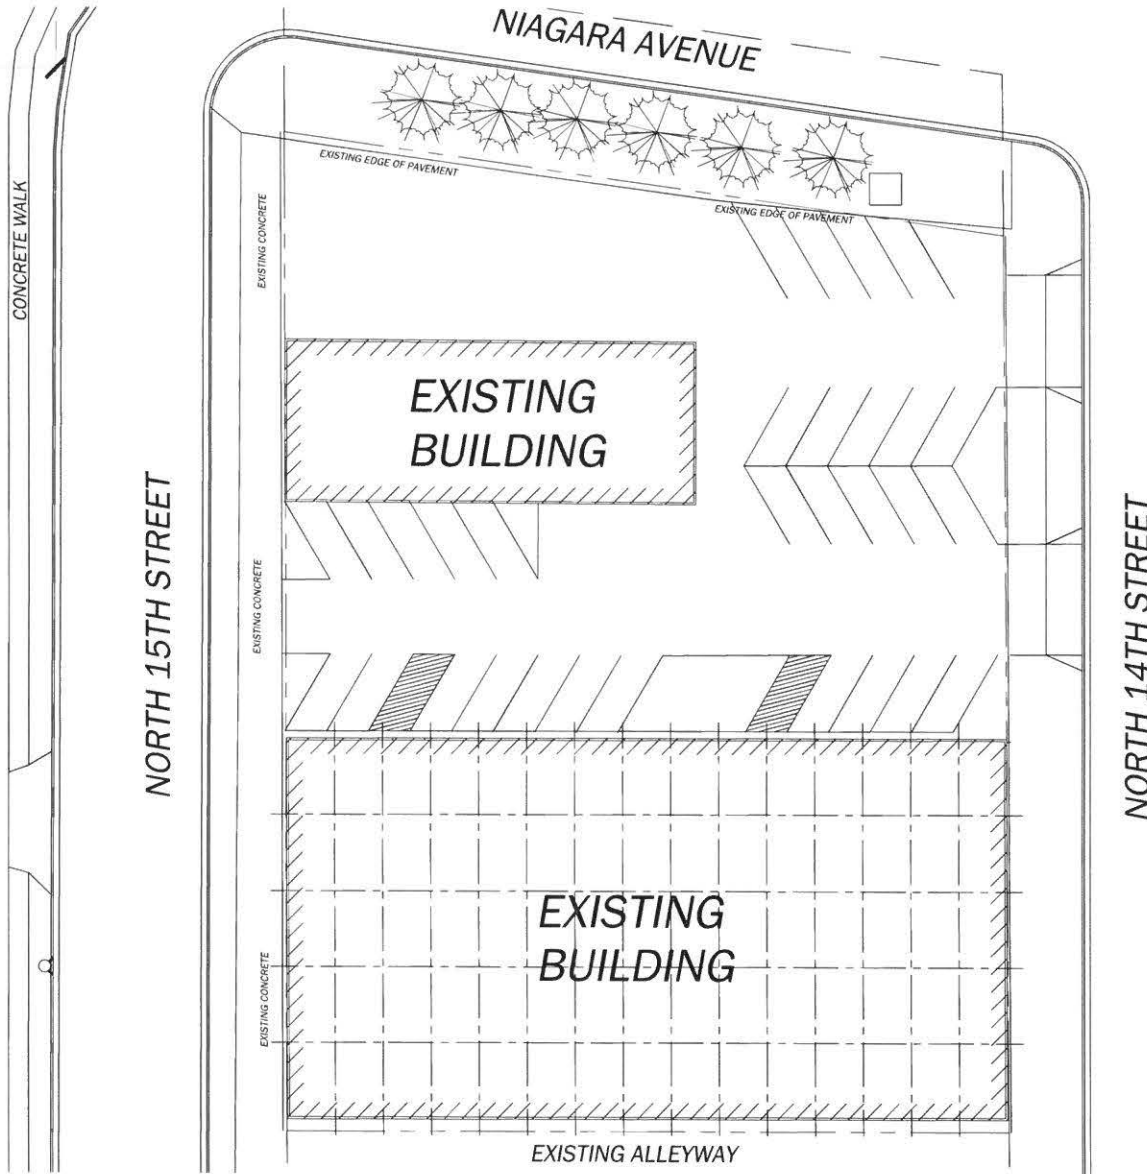 NIAGARA AVENUE
EXISTING EDGE OF PAVEMENT
EXISTING EDGE OF PAVEMENT
CONCRETE WALK
EXISTING CONCRETE
EXISTING
BUILDING
NORTH 15TH STREET
NORTH 14TH STREET
EXISTING CONCRETE
EXISTING
BUILDING
EXISTING CONCRETE
EXISTING ALLEYWAY